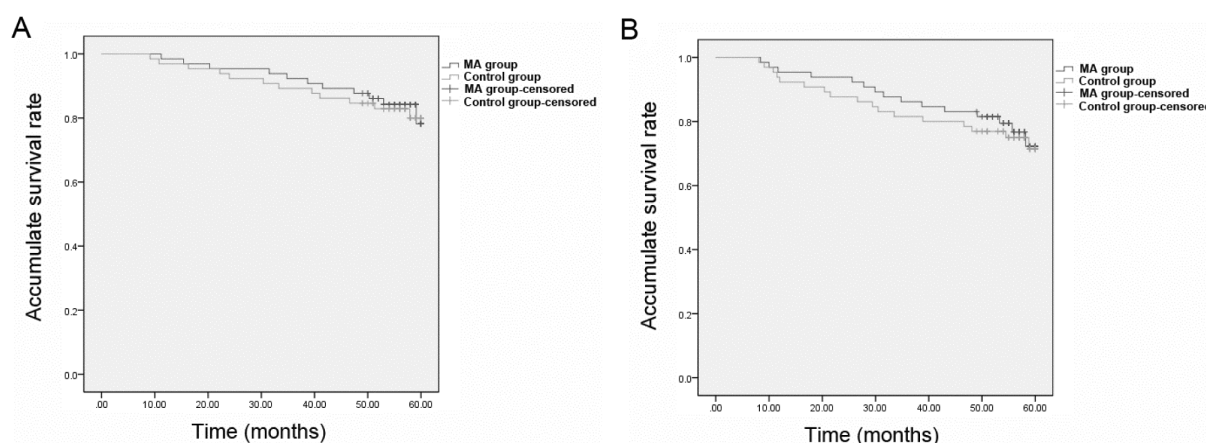 A
Accumulate survival rate
1.0
0.8
0.6
0.4
0.2
0.0
.00 10.00 20.00 30.00 40.00 50.00 60.00
Time (months)
MA group
Control group
MA group-censored
Control group-censored
B
Accumulate survival rate
1.0
0.8
0.6
0.4
0.2
0.0
.00 10.00 20.00 30.00 40.00 50.00 60.00
Time (months)
MA group
Control group
MA group-censored
Control group-censored